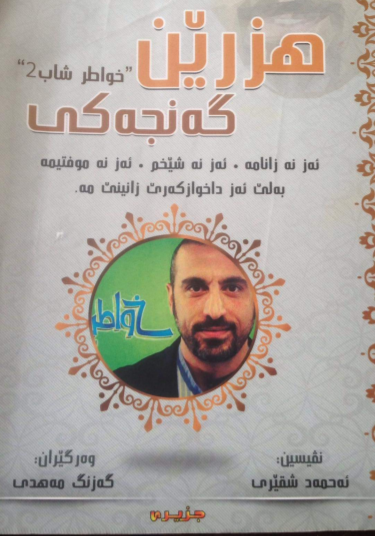 هزرێن
"خواطر شاب2"
گەنجەکی
ئەز نە زانامە • ئەز نە شێخم • ئەز نە موفتیمە
بەلێ ئەز داخوازکەرێ زانینێ مە.
خواطر
نڤیسین:
ئەحمەد شقێری
وەرگێران:
گەزنگ مەهدی
جزیری